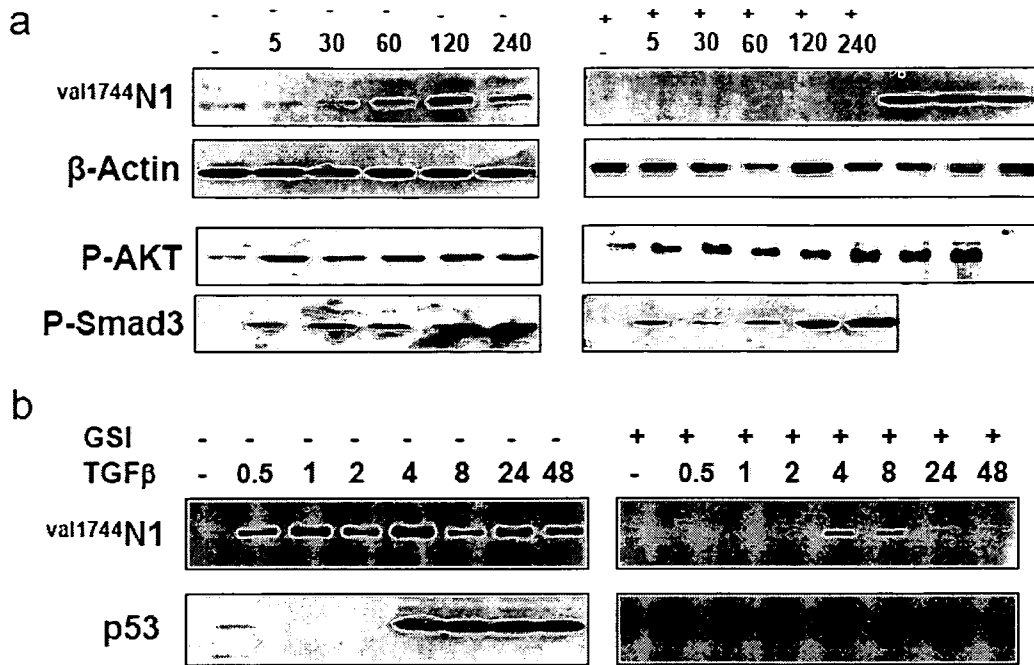 a
- - - - - - + + + + + +
- 5 30 60 120 240 - 5 30 60 120 240
val1744N1
β-Actin
P-AKT
P-Smad3
b
GSI - - - - - - - - + + + + + + + +
TGFβ - 0.5 1 2 4 8 24 48 - 0.5 1 2 4 8 24 48
val1744N1
p53